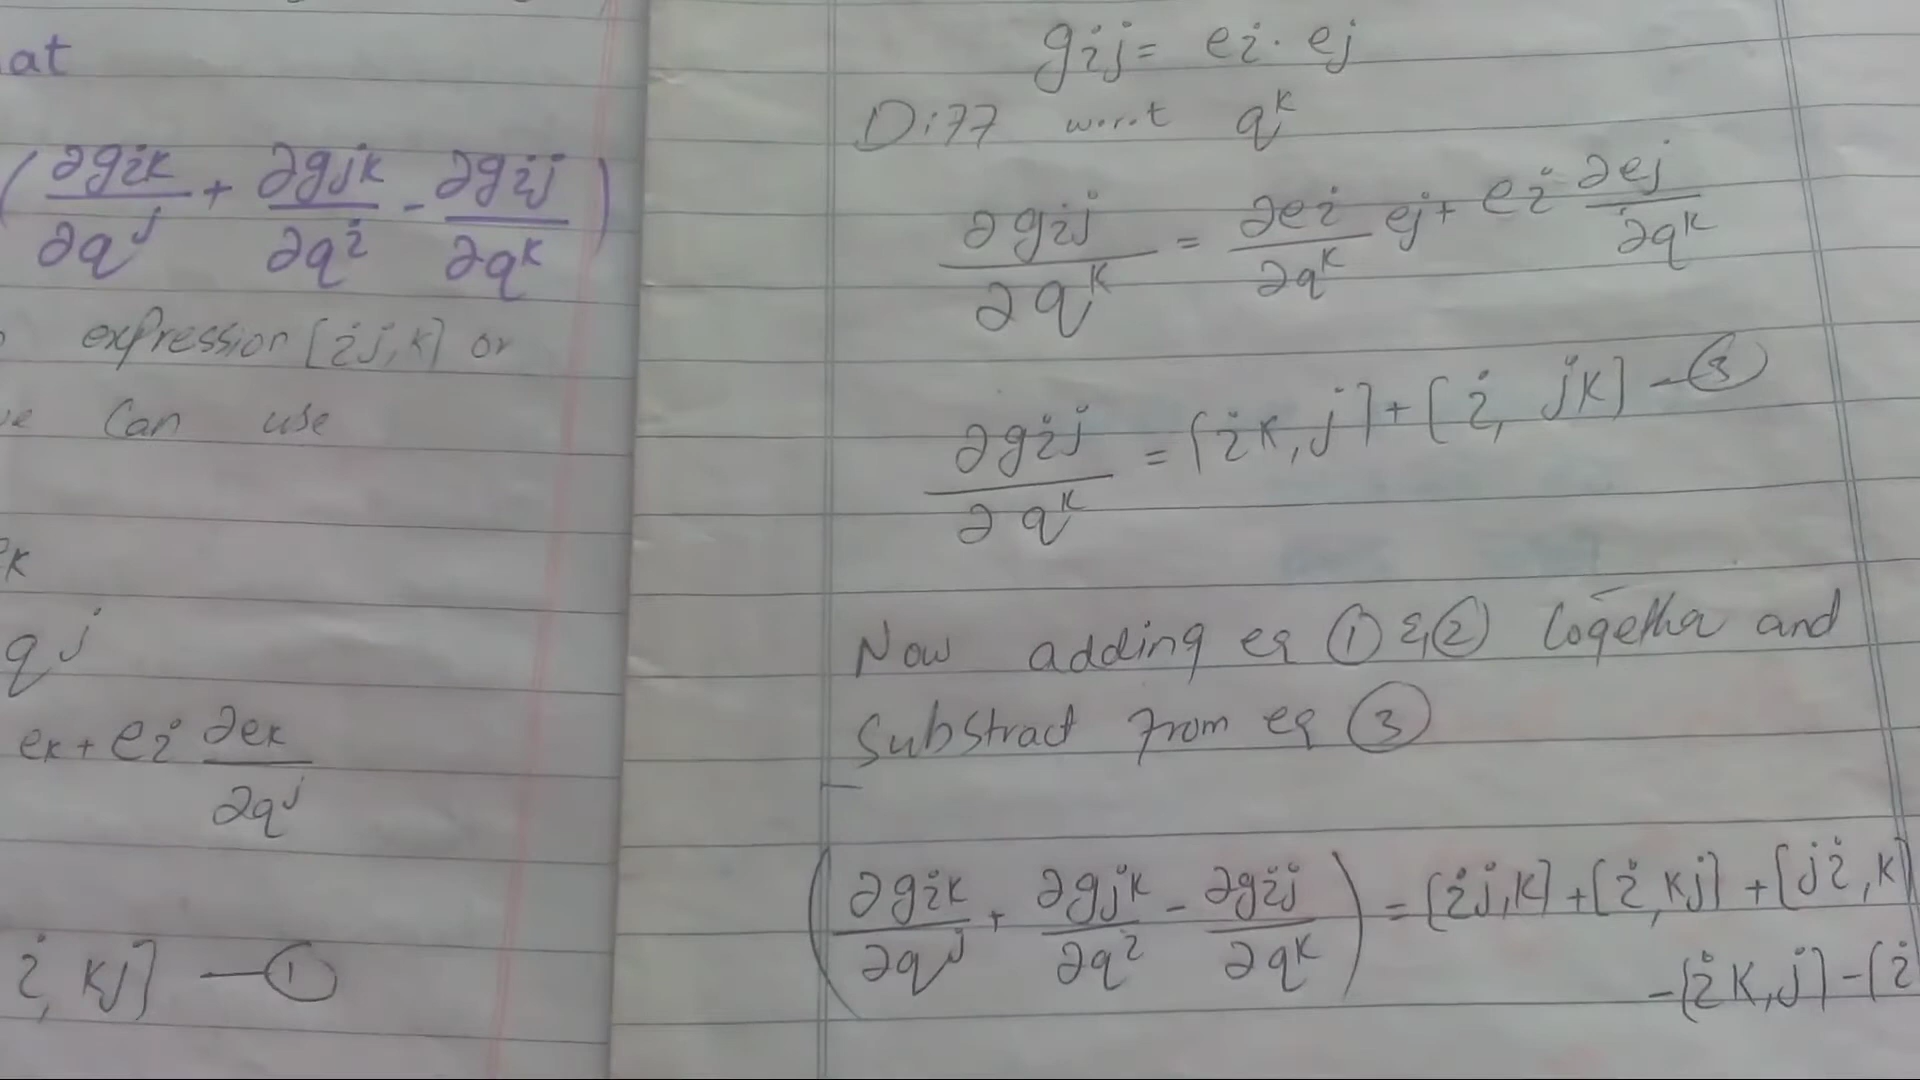 at
(∂gik/∂q^j + ∂gjk/∂q^i - ∂gij/∂q^k)
expression [ij,k] or
Can use
k
q^j
ek + ei ∂ek/∂q^j
i, kj] — ①
gij = ei · ej
Diff w.r.t q^k
∂gij/∂q^k = ∂ei/∂q^k ej + ei ∂ej/∂q^k
∂gij/∂q^k = [ik,j] + [i, jk] - ③
Now adding eq ① & ② together and
Substract from eq ③
(∂gik/∂q^j + ∂gjk/∂q^i - ∂gij/∂q^k) = [ij,k] + [i,kj] + [ji,k]
-[ik,j] - [i